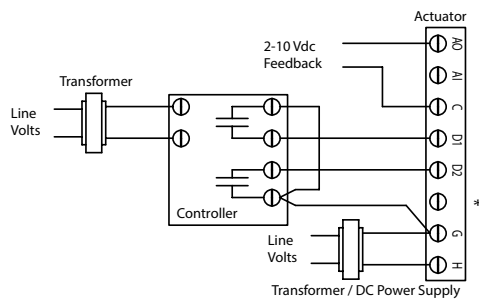 Actuator
2-10 Vdc
Feedback
Transformer
Line
Volts
Controller
Line
Volts
Transformer / DC Power Supply
AO
AI
C
D1
D2
*
G
H